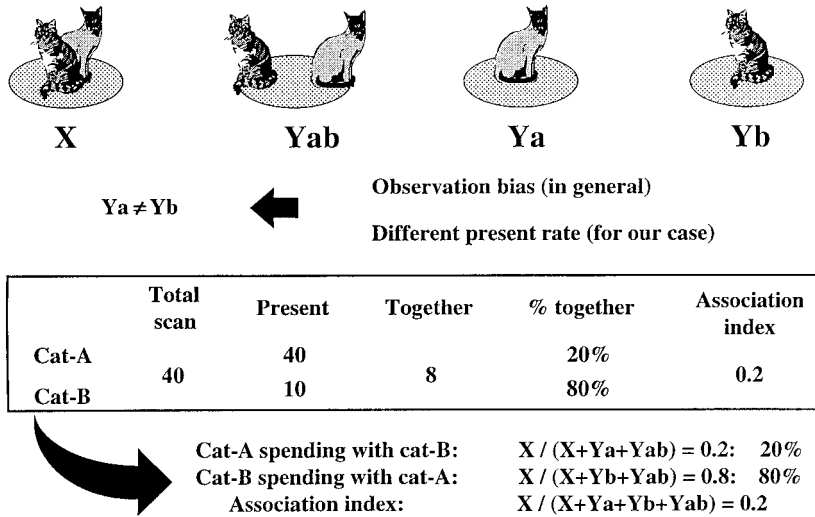 X Yab Ya Yb
Observation bias (in general)
Ya ≠ Yb
Different present rate (for our case)
Total scan Present Together % together Association index
Cat-A 40 20%
40 8 0.2
Cat-B 10 80%
Cat-A spending with cat-B: X / (X+Ya+Yab) = 0.2: 20%
Cat-B spending with cat-A: X / (X+Yb+Yab) = 0.8: 80%
Association index: X / (X+Ya+Yb+Yab) = 0.2